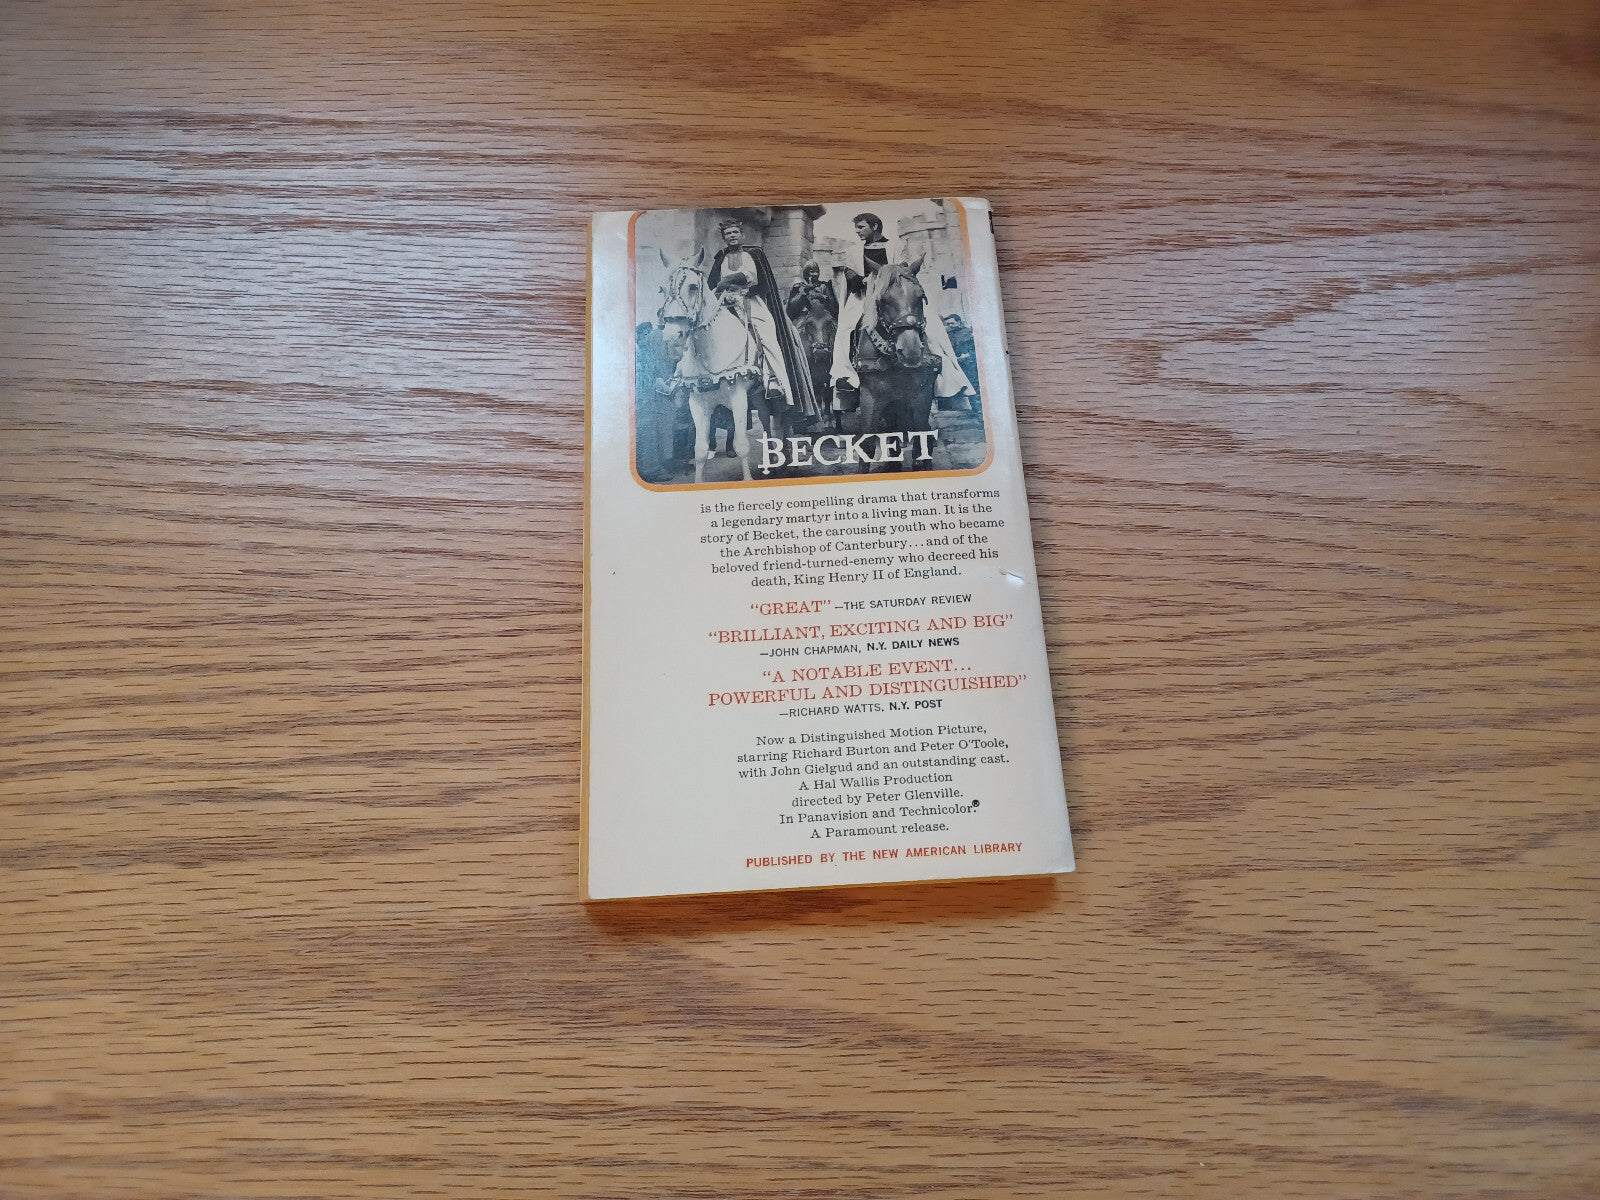 BECKET
is the fiercely compelling drama that transforms
a legendary martyr into a living man. It is the
story of Becket, the carousing youth who became
the Archbishop of Canterbury...and of the
beloved friend-turned-enemy who decreed his
death, King Henry II of England.
“GREAT” —THE SATURDAY REVIEW
“BRILLIANT, EXCITING AND BIG”
—JOHN CHAPMAN, N.Y. DAILY NEWS
“A NOTABLE EVENT...
POWERFUL AND DISTINGUISHED”
—RICHARD WATTS, N.Y. POST
Now a Distinguished Motion Picture,
starring Richard Burton and Peter O'Toole,
with John Gielgud and an outstanding cast.
A Hal Wallis Production
directed by Peter Glenville.
In Panavision and Technicolor.®
A Paramount release.
PUBLISHED BY THE NEW AMERICAN LIBRARY